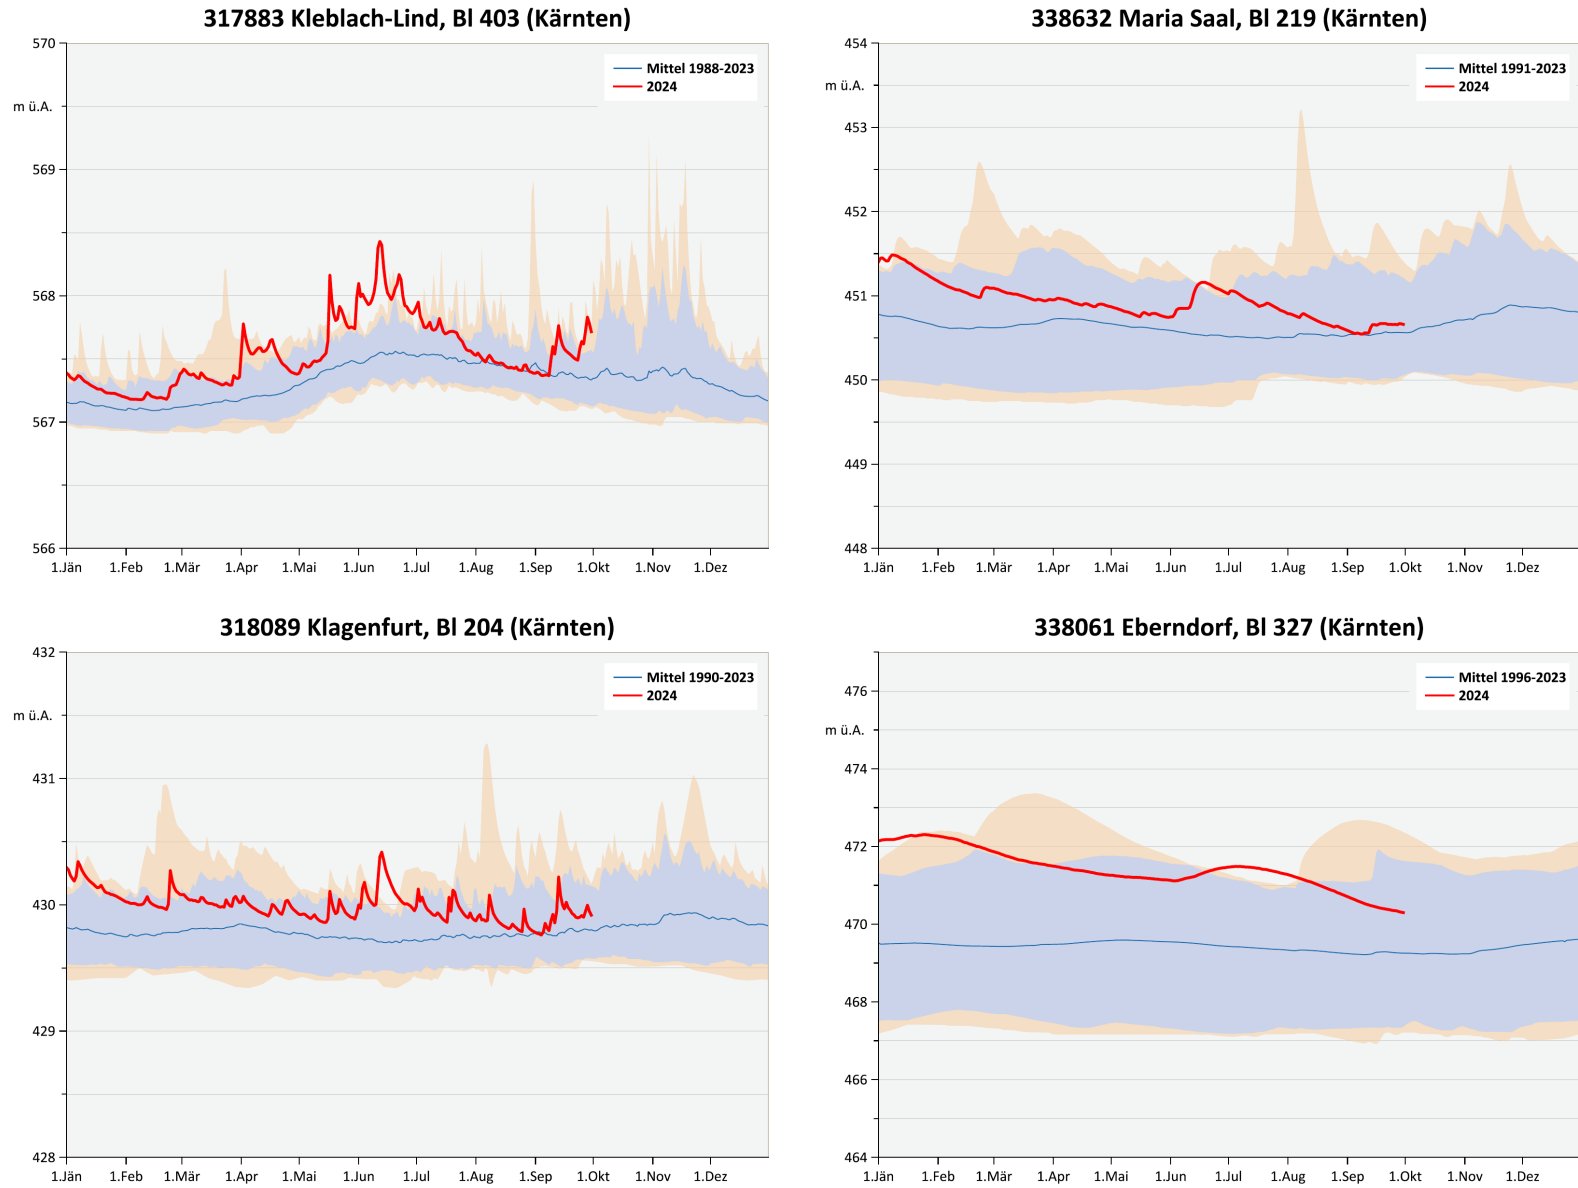 317883 Kleblach-Lind, Bl 403 (Kärnten)
570
m ü.A.
569
568
567
566
Mittel 1988-2023
2024
1.Jän 1.Feb 1.Mär 1.Apr 1.Mai 1.Jun 1.Jul 1.Aug 1.Sep 1.Okt 1.Nov 1.Dez
338632 Maria Saal, Bl 219 (Kärnten)
454
m ü.A.
453
452
451
450
449
448
Mittel 1991-2023
2024
1.Jän 1.Feb 1.Mär 1.Apr 1.Mai 1.Jun 1.Jul 1.Aug 1.Sep 1.Okt 1.Nov 1.Dez
318089 Klagenfurt, Bl 204 (Kärnten)
432
m ü.A.
431
430
429
428
Mittel 1990-2023
2024
1.Jän 1.Feb 1.Mär 1.Apr 1.Mai 1.Jun 1.Jul 1.Aug 1.Sep 1.Okt 1.Nov 1.Dez
338061 Eberndorf, Bl 327 (Kärnten)
476
m ü.A.
474
472
470
468
466
464
Mittel 1996-2023
2024
1.Jän 1.Feb 1.Mär 1.Apr 1.Mai 1.Jun 1.Jul 1.Aug 1.Sep 1.Okt 1.Nov 1.Dez